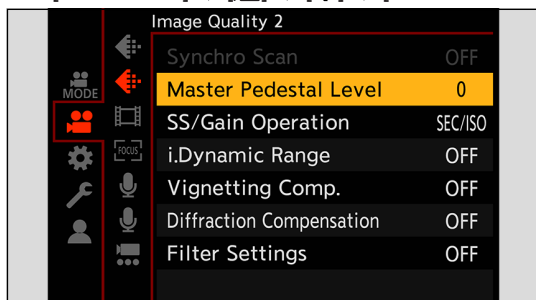 Image Quality 2
MODE
FOCUS
Synchro Scan OFF
Master Pedestal Level 0
SS/Gain Operation SEC/ISO
i.Dynamic Range OFF
Vignetting Comp. OFF
Diffraction Compensation OFF
Filter Settings OFF